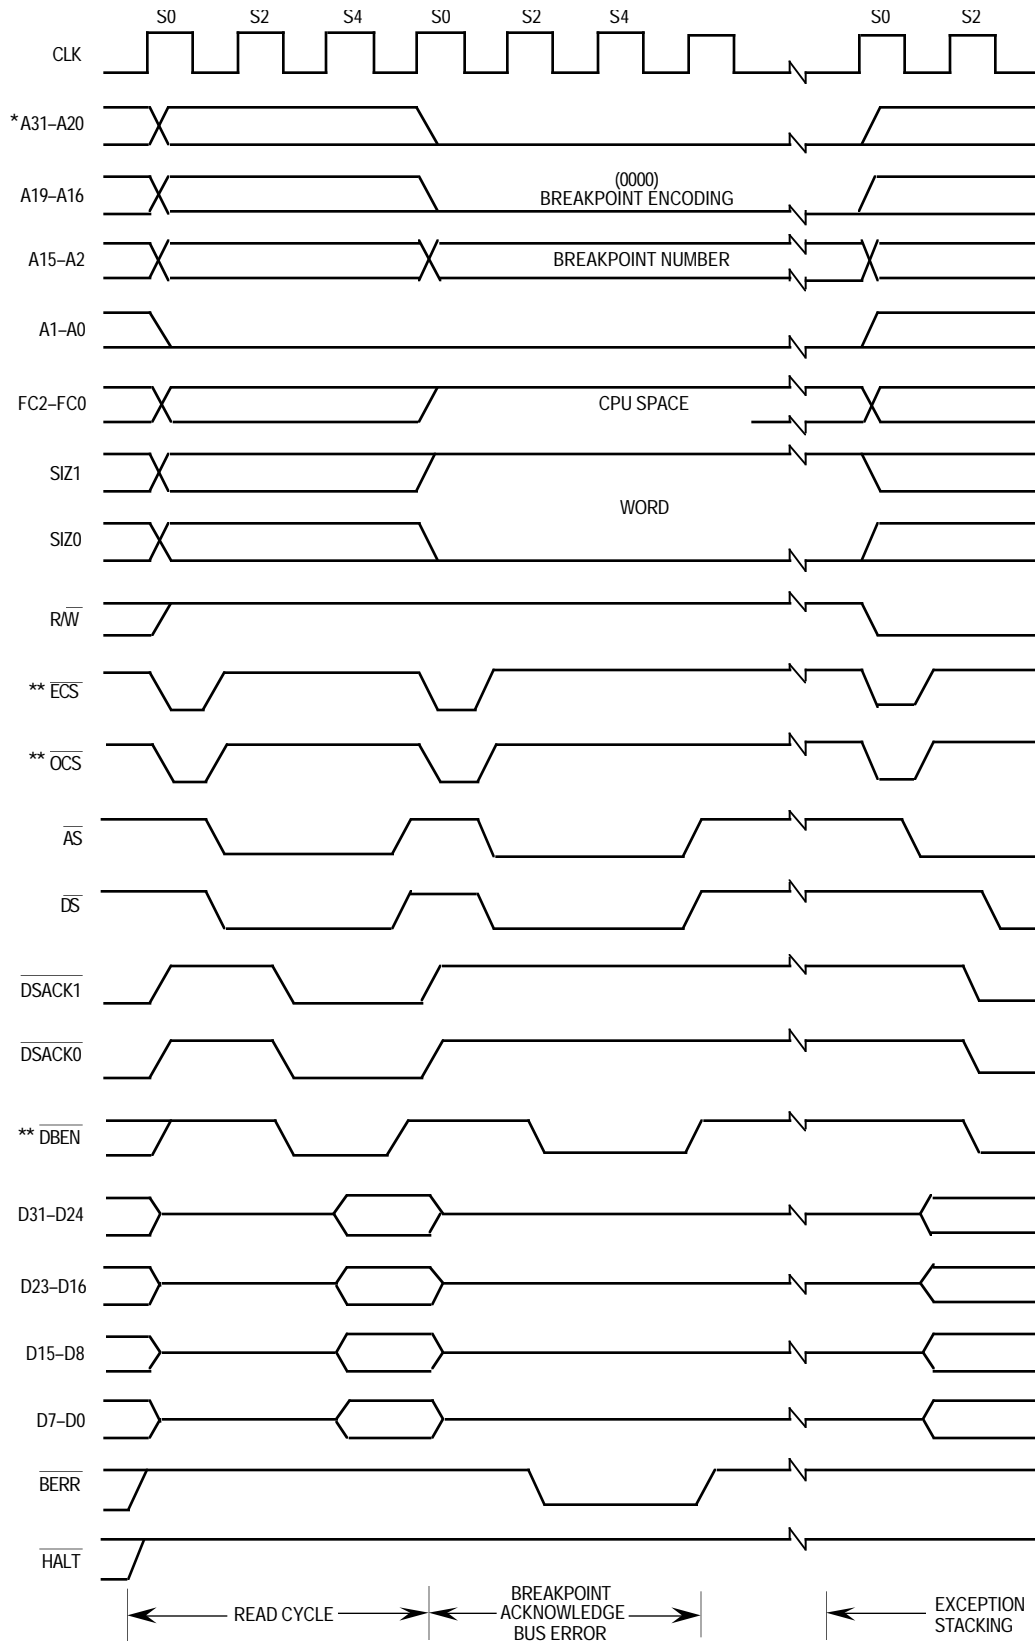 S0 S2 S4 S0 S2 S4 S0 S2
CLK
*A31–A20
A19–A16
(0000)
BREAKPOINT ENCODING
A15–A2
BREAKPOINT NUMBER
A1–A0
FC2–FC0
CPU SPACE
SIZ1
WORD
SIZ0
R/W
** ECS
** OCS
AS
DS
DSACK1
DSACK0
** DBEN
D31–D24
D23–D16
D15–D8
D7–D0
BERR
HALT
READ CYCLE
BREAKPOINT
ACKNOWLEDGE
BUS ERROR
EXCEPTION
STACKING